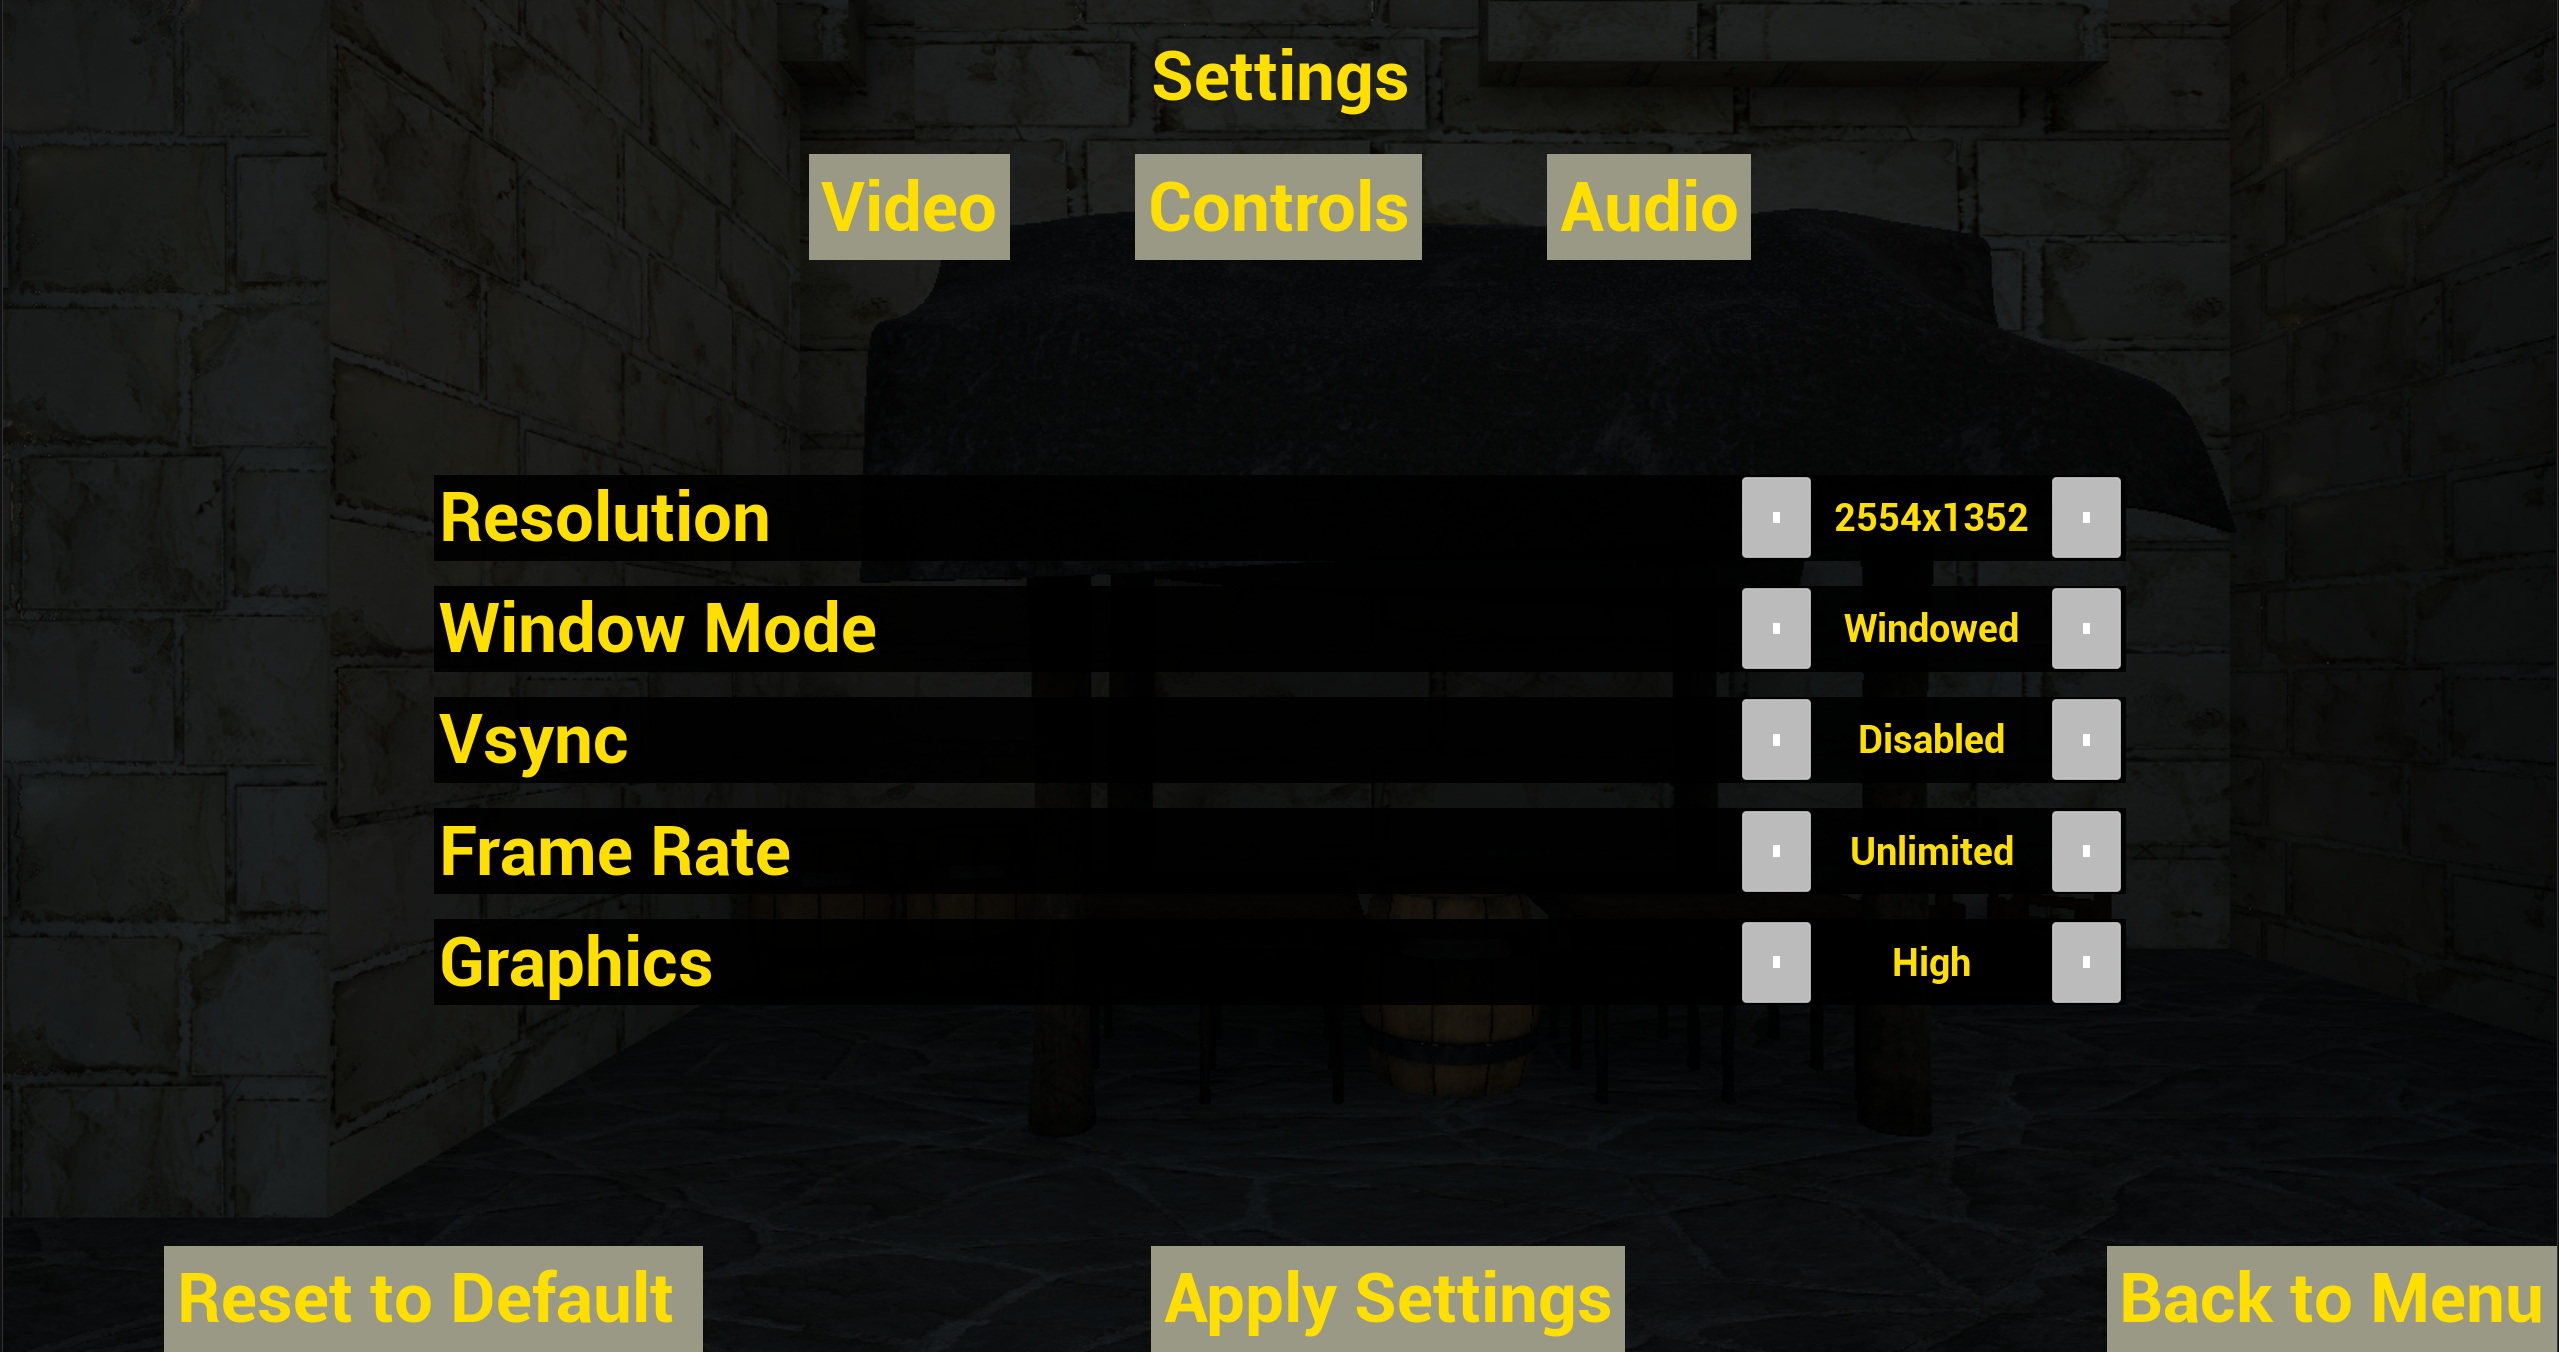 Settings
Video Controls Audio
Resolution 2554x1352
Window Mode Windowed
Vsync Disabled
Frame Rate Unlimited
Graphics High
Reset to Default Apply Settings Back to Menu